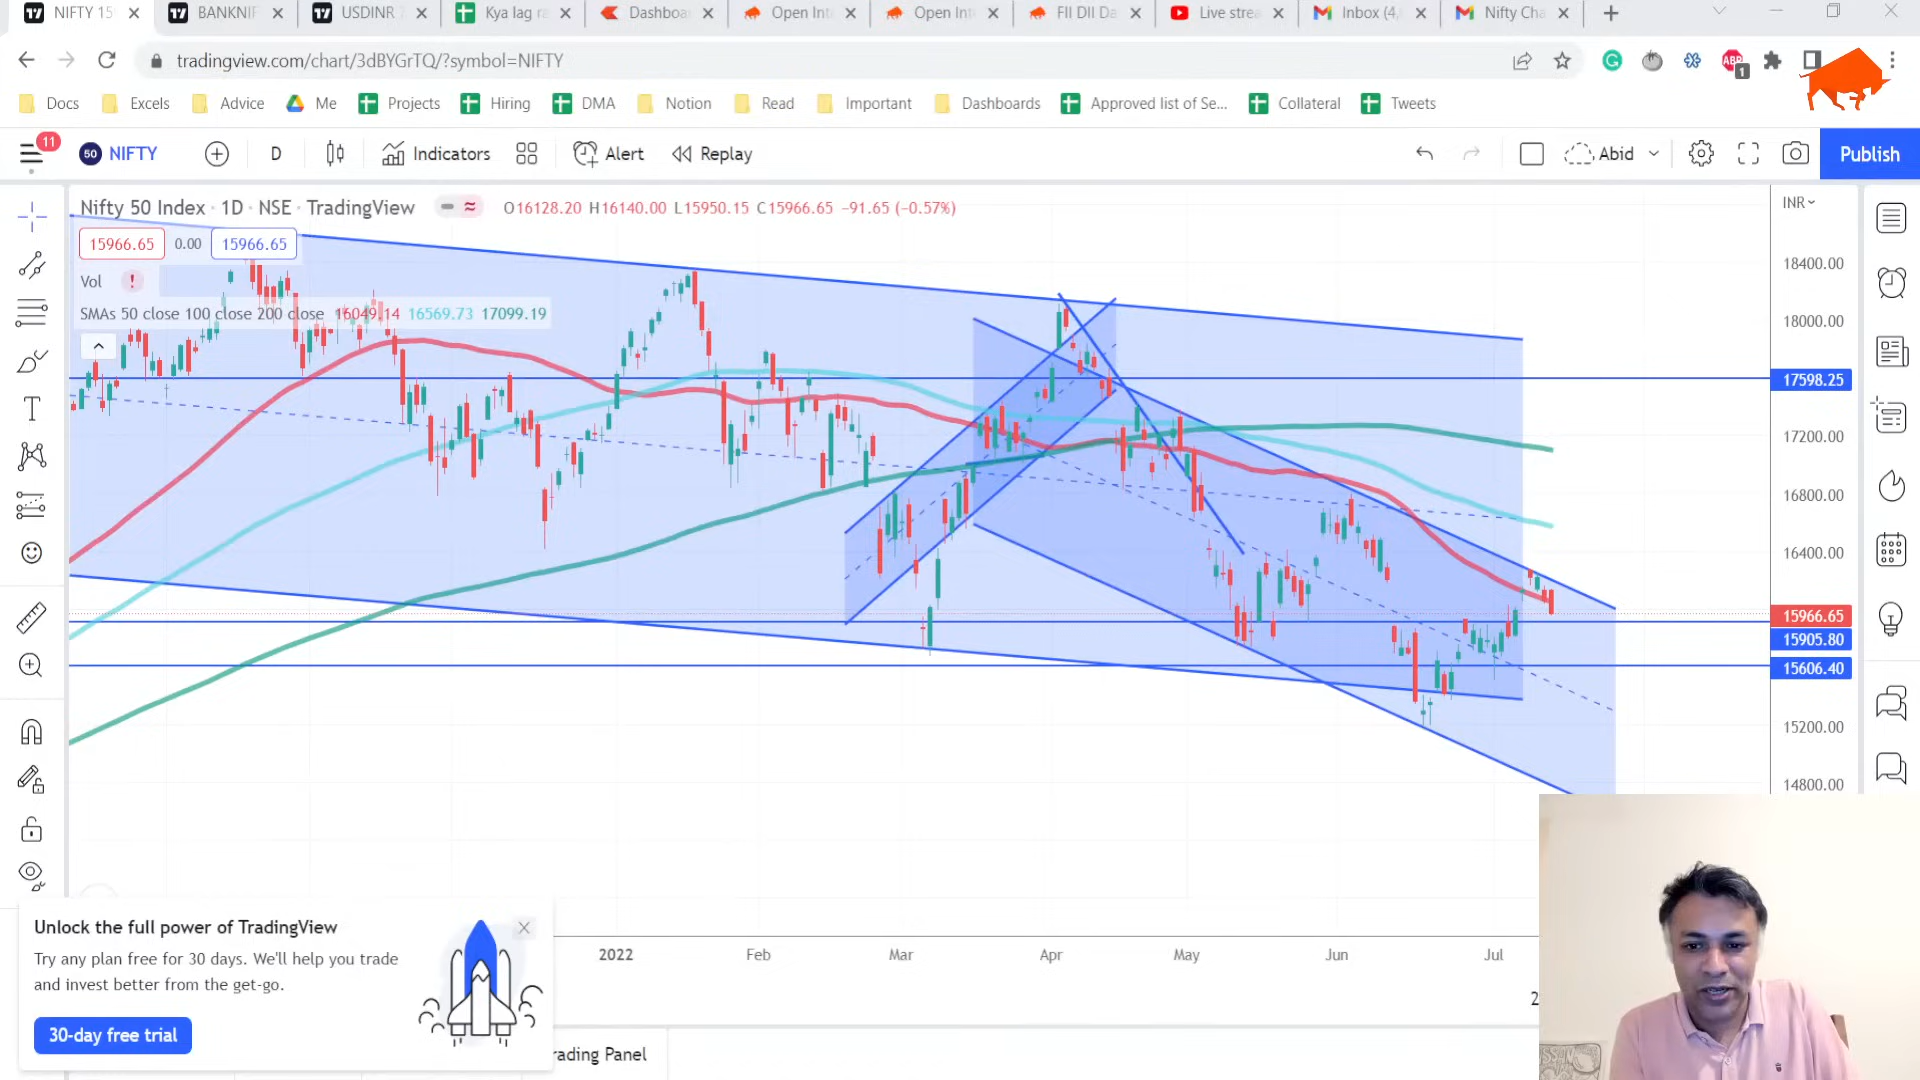 NIFTY 15
BANKNIF
USDINR
Kya lag ra
Dashboa
Open Int
Open Int
FII DII Da
Live strea
Inbox (4,
Nifty Cha
tradingview.com/chart/3dBYGrTQ/?symbol=NIFTY
G
ABP
1
Docs
Excels
Advice
Me
Projects
Hiring
DMA
Notion
Read
Important
Dashboards
Approved list of Se...
Collateral
Tweets
11
50 NIFTY
D
Indicators
Alert
Replay
Abid
Publish
Nifty 50 Index · 1D · NSE · TradingView
O16128.20 H16140.00 L15950.15 C15966.65 −91.65 (−0.57%)
INR
15966.65 0.00 15966.65
Vol !
SMAs 50 close 100 close 200 close 16049.14 16569.73 17099.19
18400.00
18000.00
17598.25
17200.00
16800.00
16400.00
15966.65
15905.80
15606.40
15200.00
14800.00
2022
Feb
Mar
Apr
May
Jun
Jul
2
Unlock the full power of TradingView
Try any plan free for 30 days. We'll help you trade
and invest better from the get-go.
30-day free trial
rading Panel